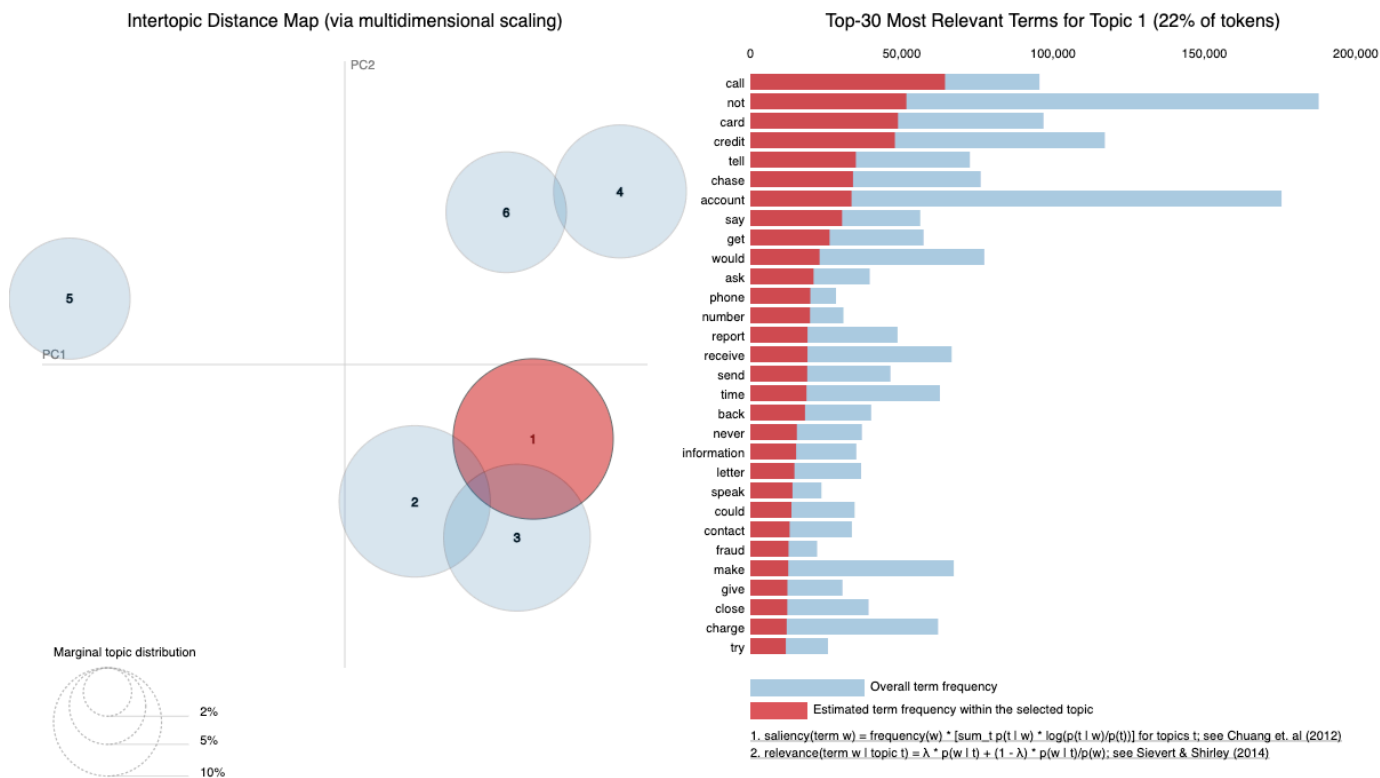 Intertopic Distance Map (via multidimensional scaling)
PC2
6
4
5
PC1
1
2
3
Marginal topic distribution
2%
5%
10%
Top-30 Most Relevant Terms for Topic 1 (22% of tokens)
0 50,000 100,000 150,000 200,000
call
not
card
credit
tell
chase
account
say
get
would
ask
phone
number
report
receive
send
time
back
never
information
letter
speak
could
contact
fraud
make
give
close
charge
try
Overall term frequency
Estimated term frequency within the selected topic
1. saliency(term w) = frequency(w) * [sum_t p(t | w) * log(p(t | w)/p(t))] for topics t; see Chuang et. al (2012)
2. relevance(term w | topic t) = λ * p(w | t) + (1 - λ) * p(w | t)/p(w); see Sievert & Shirley (2014)